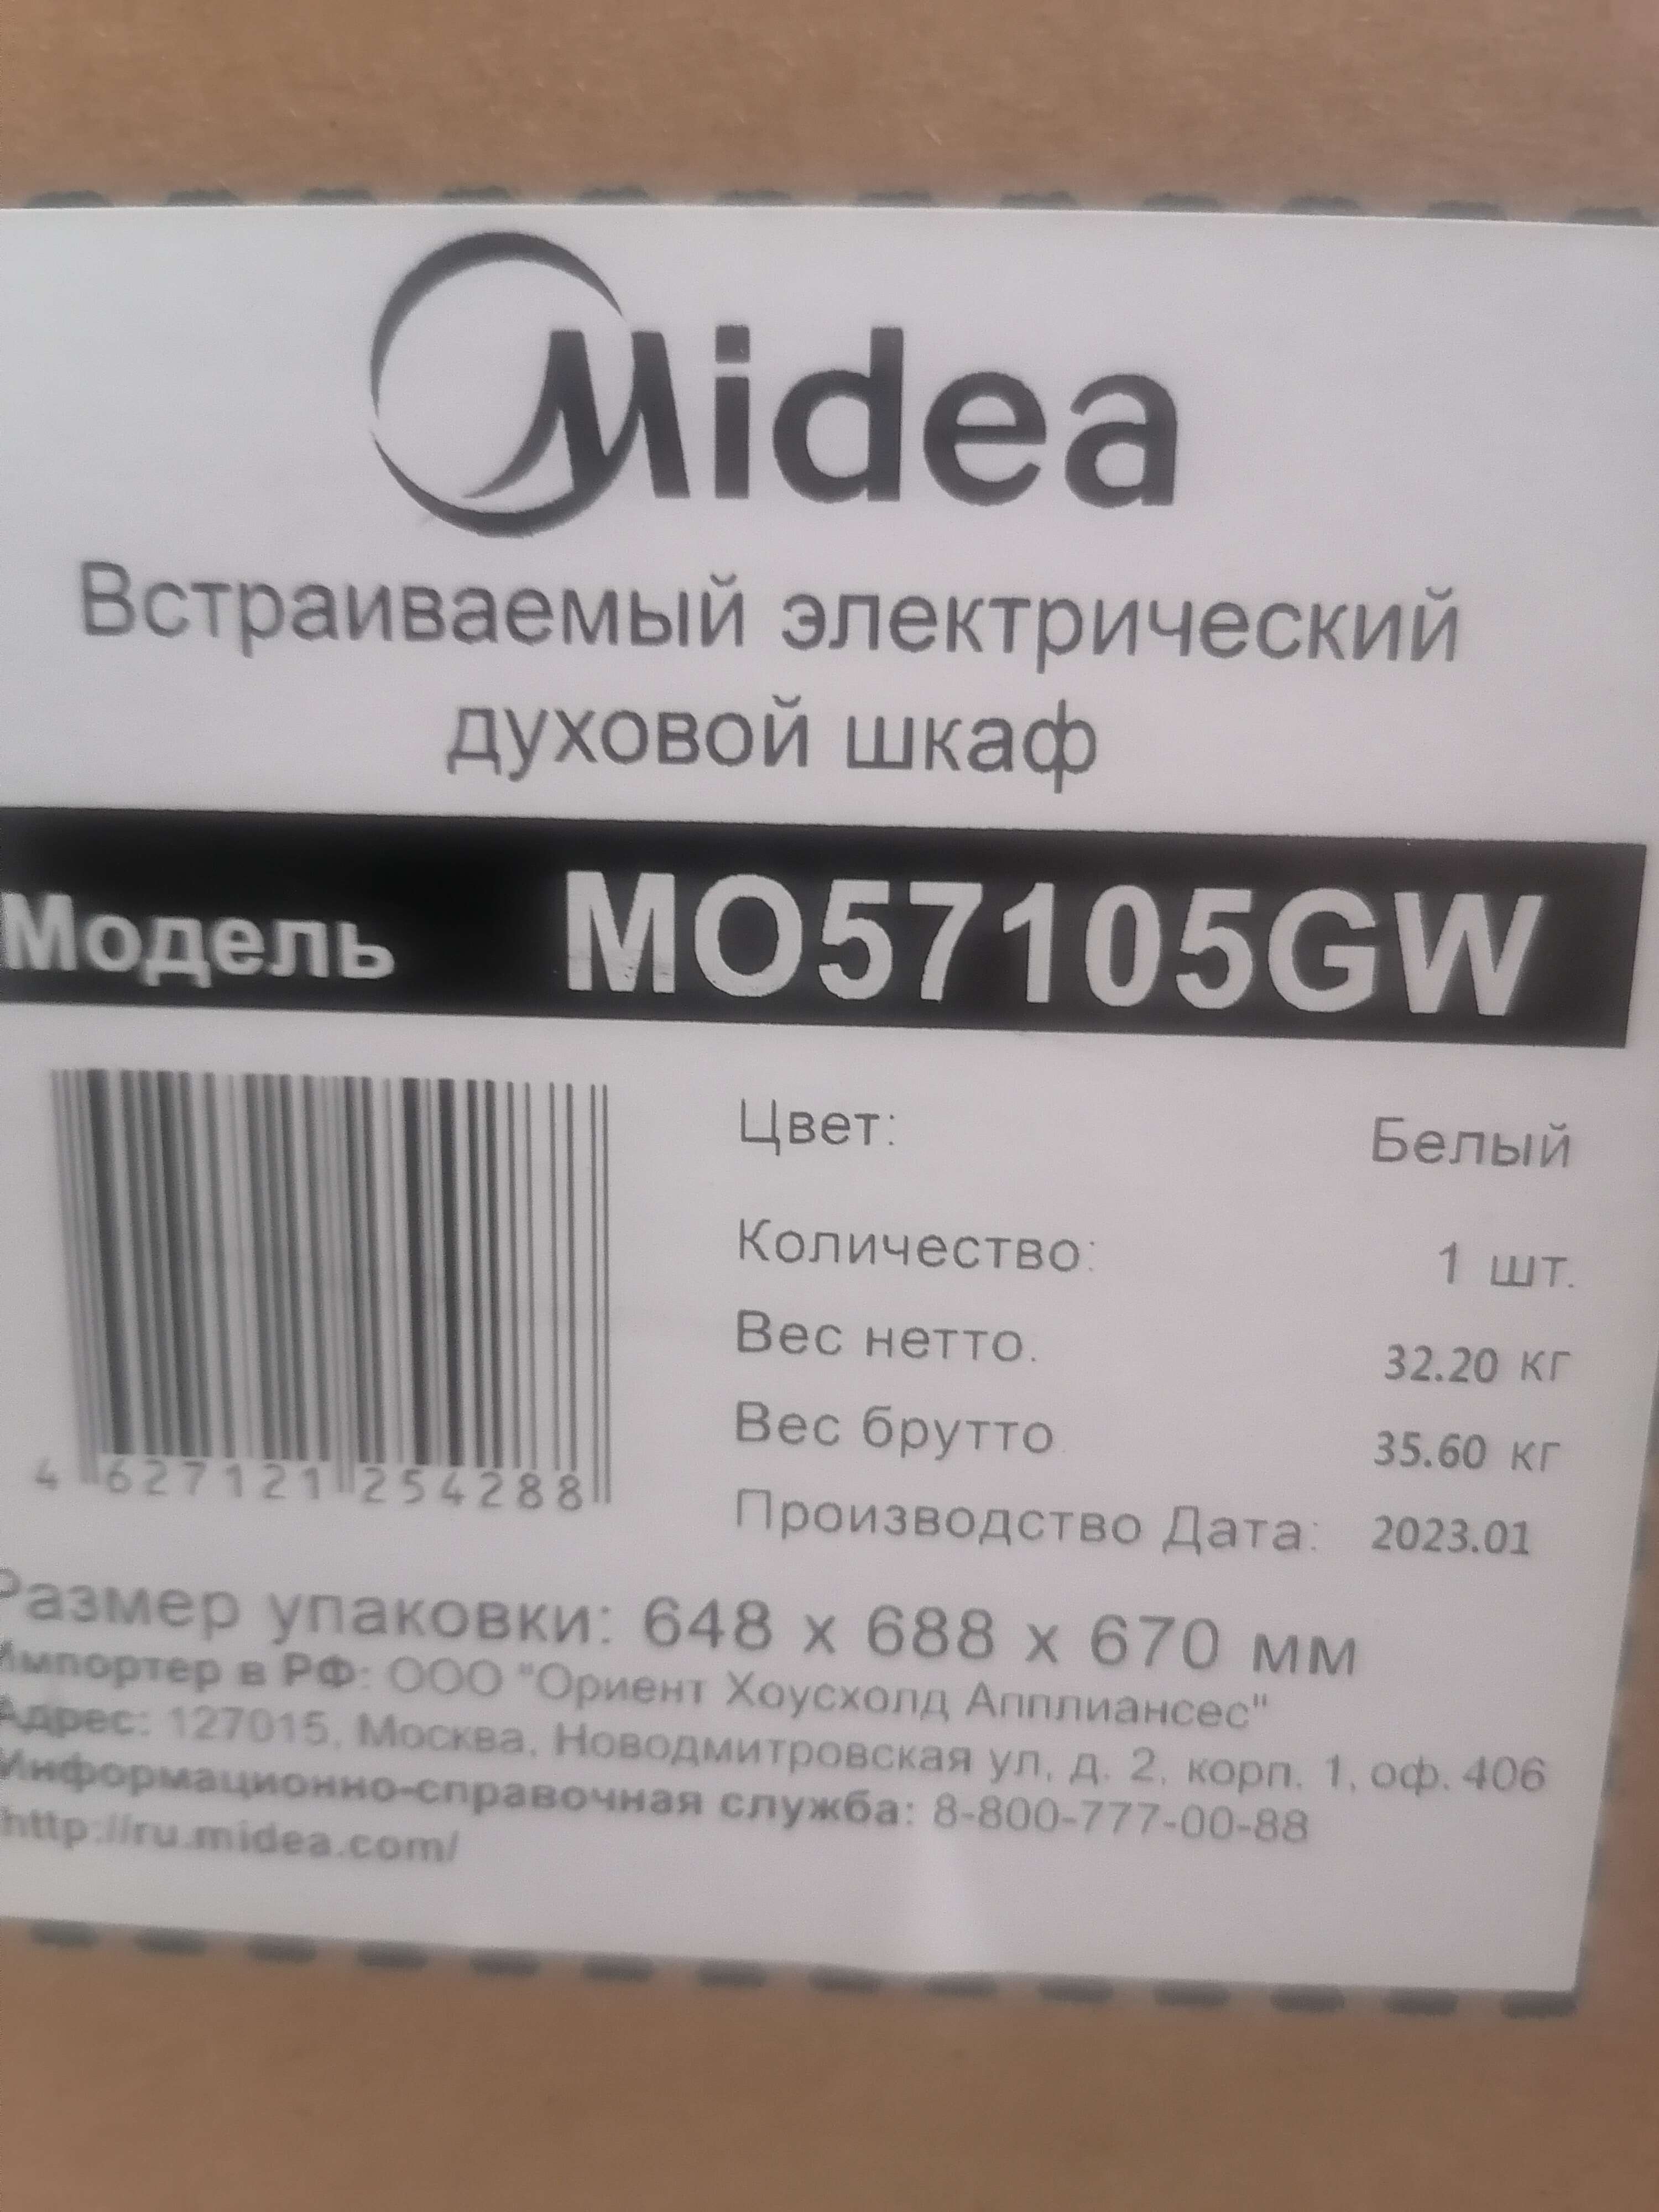 Midea
Встраиваемый электрический
духовой шкаф
Модель MO57105GW
Цвет: Белый
Количество: 1 шт.
Вес нетто. 32.20 кг
Вес брутто 35.60 кг
Производство Дата: 2023.01
4 627121 254288
Размер упаковки: 648 x 688 x 670 мм
Импортер в РФ: ООО "Ориент Хоусхолд Апплиансес"
Адрес: 127015, Москва, Новодмитровская ул, д. 2, корп. 1, оф. 406
Информационно-справочная служба: 8-800-777-00-88
http://ru.midea.com/